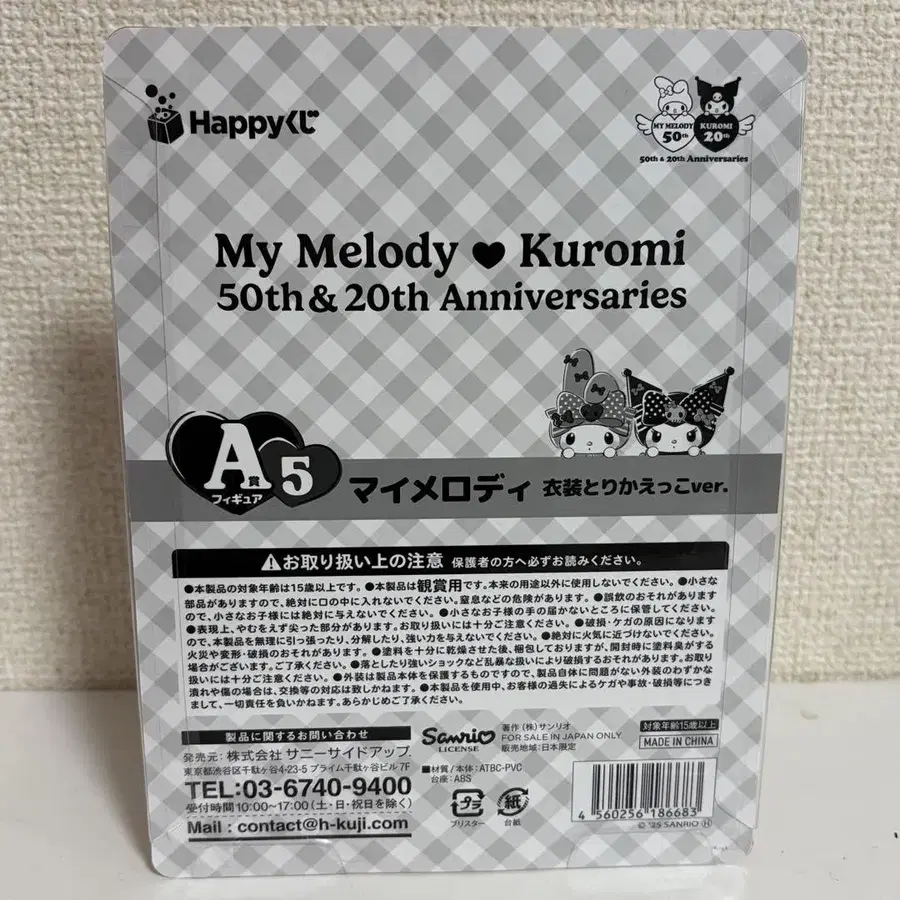 Happyくじ
MY MELODY 50th
KUROMI 20th
50th & 20th Anniversaries
My Melody ♥ Kuromi
50th & 20th Anniversaries
A賞 フィギュア 5
マイメロディ 衣装とりかえっこver.
⚠お取り扱い上の注意 保護者の方へ必ずお読みください。
●本製品の対象年齢は15歳以上です。●本製品は観賞用です。本来の用途以外に使用しないでください。●小さな
部品がありますので、絶対に口の中に入れないでください。窒息などの危険があります。●誤飲のおそれがあります
ので、小さなお子様には絶対に与えないでください。●小さなお子様の手の届かないところに保管してください。
●表現上、やむをえず尖った部分があります。お取り扱いには十分ご注意ください。●破損・ケガの原因になります
ので、本製品を無理に引っ張ったり、分解したり、強い力を与えないでください。●絶対に火気に近づけないでください。
火災や変形・破損のおそれがあります。●塗料を十分に乾燥させた後、梱包しておりますが、開封時に塗料臭がする
場合がございます。ご了承ください。●落としたり強いショックなど乱暴な扱いにより破損するおそれがあります。お取り
扱いには十分ご注意ください。●外装は製品本体を保護するものですので、製品自体に問題がない外装のわずかな
潰れや傷の場合は、交換等の対応は致しかねます。●本製品を使用中、お客様の過失によるケガや事故・破損等につき
まして、一切責任を負いかねます。あらかじめご了承ください。
製品に関するお問い合わせ窓口
発売元：株式会社 サニーサイドアップ
東京都渋谷区千駄ヶ谷4-23-5 プライム千駄ヶ谷ビル 7F
TEL:03-6740-9400
受付時間10:00~17:00（土・日・祝日を除く）
Mail : contact@h-kuji.com
Sanrio
LICENSE
著作（株）サンリオ
FOR SALE IN JAPAN ONLY
販売地域：日本限定
■材質／本体：ATBC-PVC
台座：ABS
プラ
ブリスター
紙
台紙
対象年齢15歳以上
MADE IN CHINA
4 560256 186683
© '25 SANRIO Ⓗ